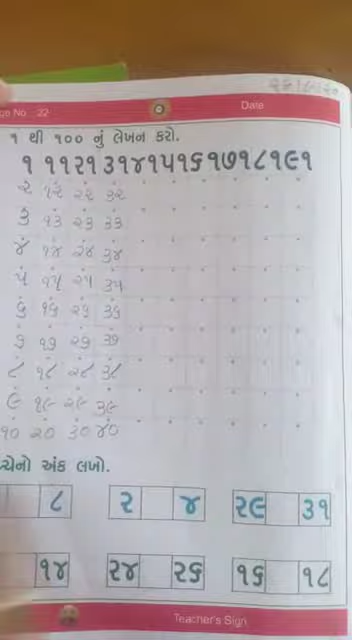 Page No. 22 Date
૧ થી ૧૦૦ નું લેખન કરો.
૧ ૧૧ ૨૧ ૩૧ ૪૧ ૫૧ ૬૧ ૭૧ ૮૧ ૯૧
૨ ૧૨ ૨૨ ૩૨
૩ ૧૩ ૨૩ ૩૩
૪ ૧૪ ૨૪ ૩૪
૫ ૧૫ ૨૫ ૩૫
૬ ૧૬ ૨૬ ૩૬
૭ ૧૭ ૨૭ ૩૭
૮ ૧૮ ૨૮ ૩૮
૯ ૧૯ ૨૯ ૩૯
૧૦ ૨૦ ૩૦ ૪૦
અંક લખો.
૮ ૨ ૪ ૨૯ ૩૧
૧૪ ૨૪ ૨૬ ૧૬ ૧૮
Teacher's Sign